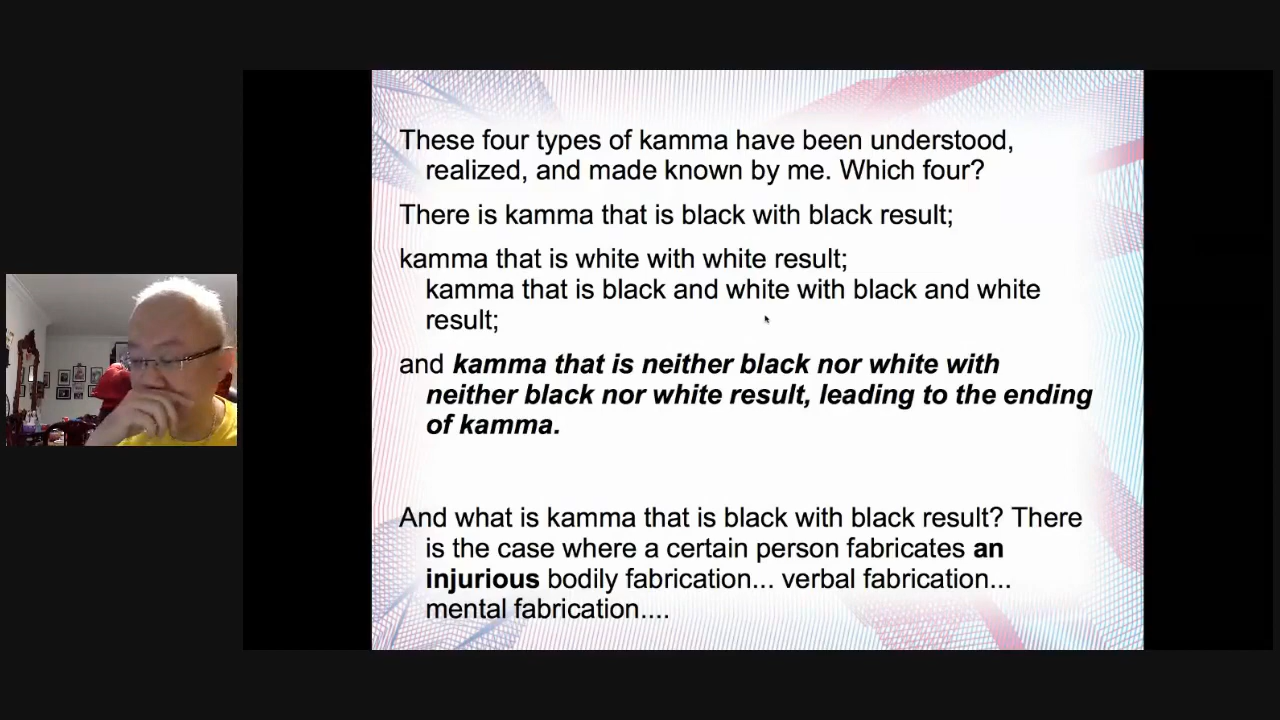 These four types of kamma have been understood,
realized, and made known by me. Which four?
There is kamma that is black with black result;
kamma that is white with white result;
kamma that is black and white with black and white
result;
and kamma that is neither black nor white with
neither black nor white result, leading to the ending
of kamma.
And what is kamma that is black with black result? There
is the case where a certain person fabricates an
injurious bodily fabrication... verbal fabrication...
mental fabrication....